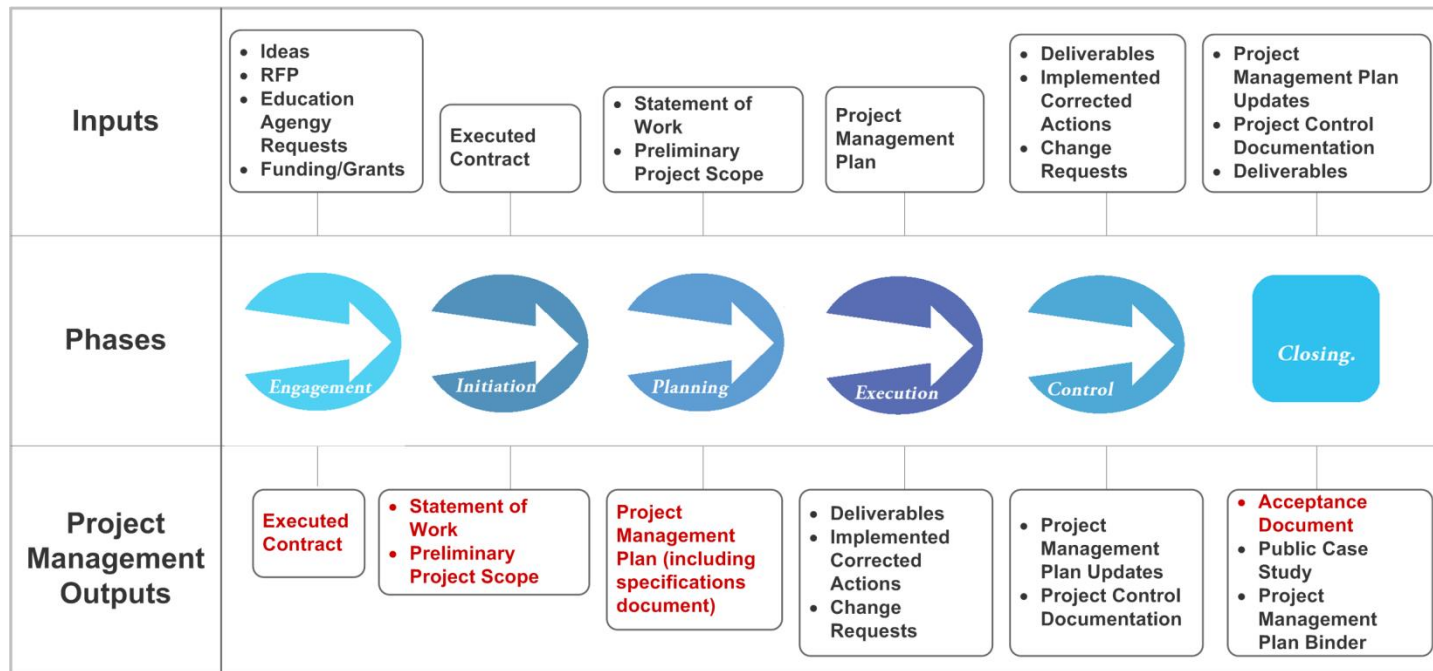 Inputs
• Ideas
• RFP
• Education
Agengy
Requests
• Funding/Grants
Executed
Contract
• Statement of
Work
• Preliminary
Project Scope
Project
Management
Plan
• Deliverables
• Implemented
Corrected
Actions
• Change
Requests
• Project
Management Plan
Updates
• Project Control
Documentation
• Deliverables
Phases
Engagement
Initiation
Planning
Execution
Control
Closing.
Project
Management
Outputs
Executed
Contract
• Statement of
Work
• Preliminary
Project Scope
Project
Management
Plan (including
specifications
document)
• Deliverables
• Implemented
Corrected
Actions
• Change
Requests
• Project
Management
Plan Updates
• Project Control
Documentation
• Acceptance
Document
• Public Case
Study
• Project
Management
Plan Binder